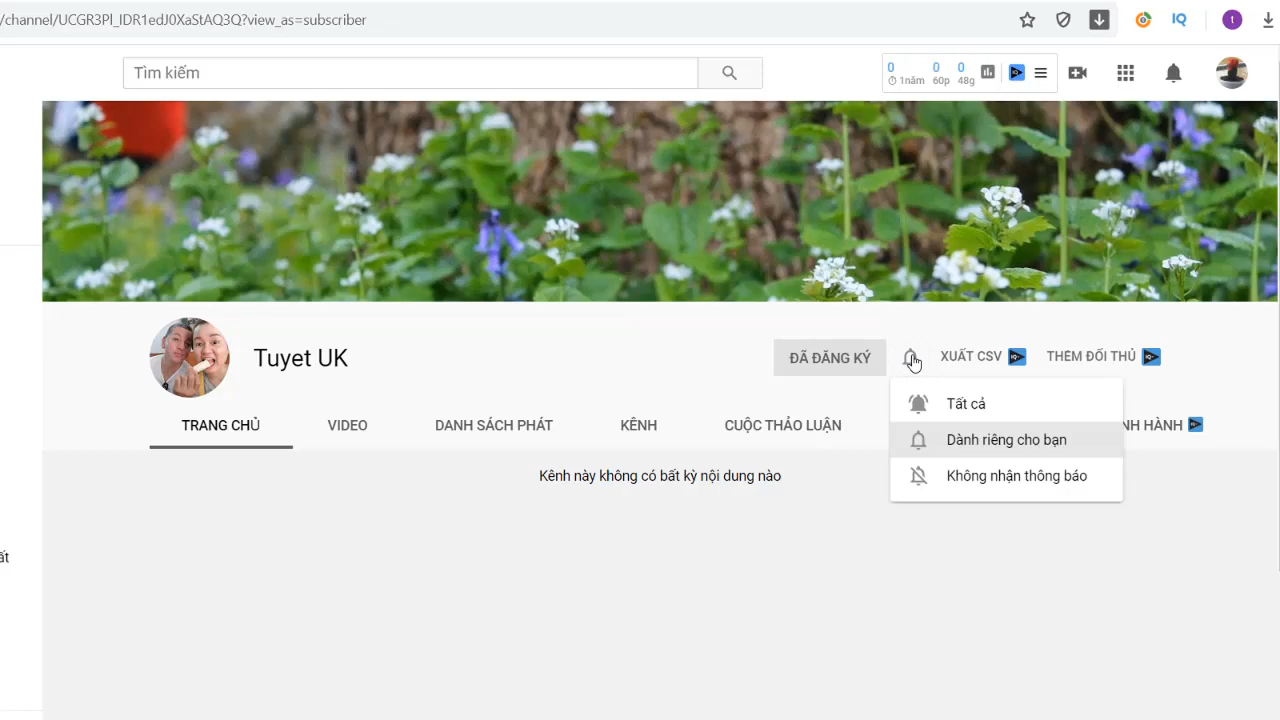 /channel/UCGR3Pl_IDR1edJ0XaStAQ3Q?view_as=subscriber
IQ
t
Tìm kiếm
0 0 0
1năm 60p 48g
Tuyet UK
ĐÃ ĐĂNG KÝ
XUẤT CSV
THÊM ĐỐI THỦ
TRANG CHỦ
VIDEO
DANH SÁCH PHÁT
KÊNH
CUỘC THẢO LUẬN
NH HÀNH
Tất cả
Dành riêng cho bạn
Không nhận thông báo
Kênh này không có bất kỳ nội dung nào
ất